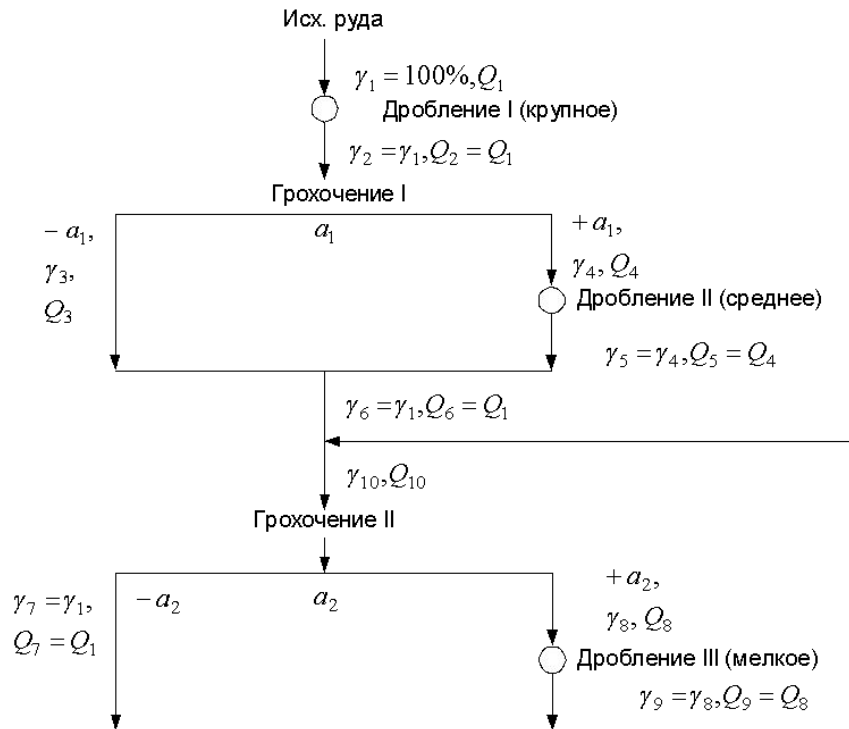 Исх. руда
γ₁ = 100%, Q₁
Дробление I (крупное)
γ₂ = γ₁, Q₂ = Q₁
Грохочение I
− a₁,
γ₃,
Q₃
a₁
+ a₁,
γ₄, Q₄
Дробление II (среднее)
γ₅ = γ₄, Q₅ = Q₄
γ₆ = γ₁, Q₆ = Q₁
γ₁₀, Q₁₀
Грохочение II
γ₇ = γ₁,
Q₇ = Q₁
− a₂
a₂
+ a₂,
γ₈, Q₈
Дробление III (мелкое)
γ₉ = γ₈, Q₉ = Q₈